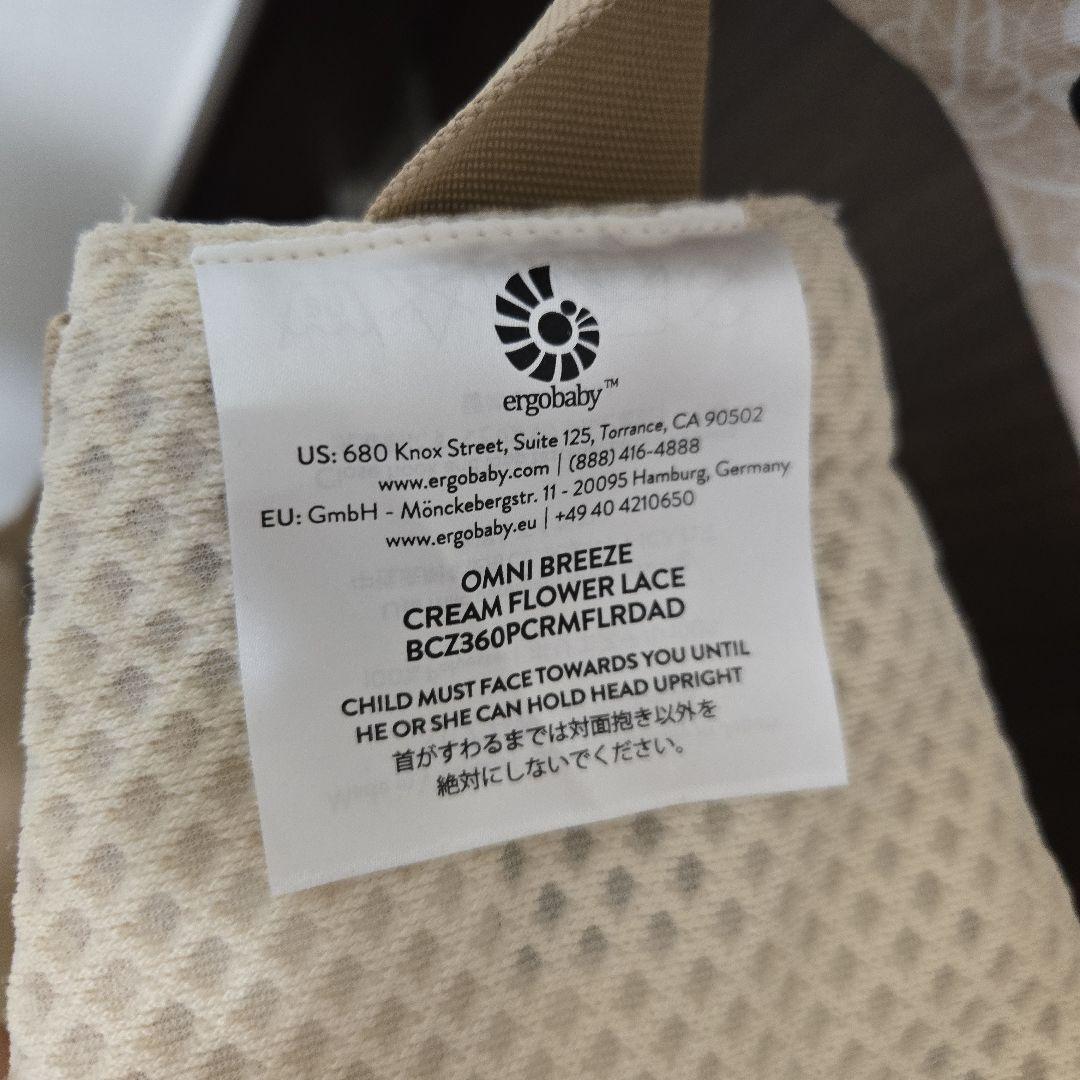 ergobaby™
US: 680 Knox Street, Suite 125, Torrance, CA 90502
www.ergobaby.com | (888) 416-4888
EU: GmbH - Mönckebergstr. 11 - 20095 Hamburg, Germany
www.ergobaby.eu | +49 40 4210650
OMNI BREEZE
CREAM FLOWER LACE
BCZ360PCRMFLRDAD
CHILD MUST FACE TOWARDS YOU UNTIL
HE OR SHE CAN HOLD HEAD UPRIGHT
首がすわるまでは対面抱き以外を
絶対にしないでください。